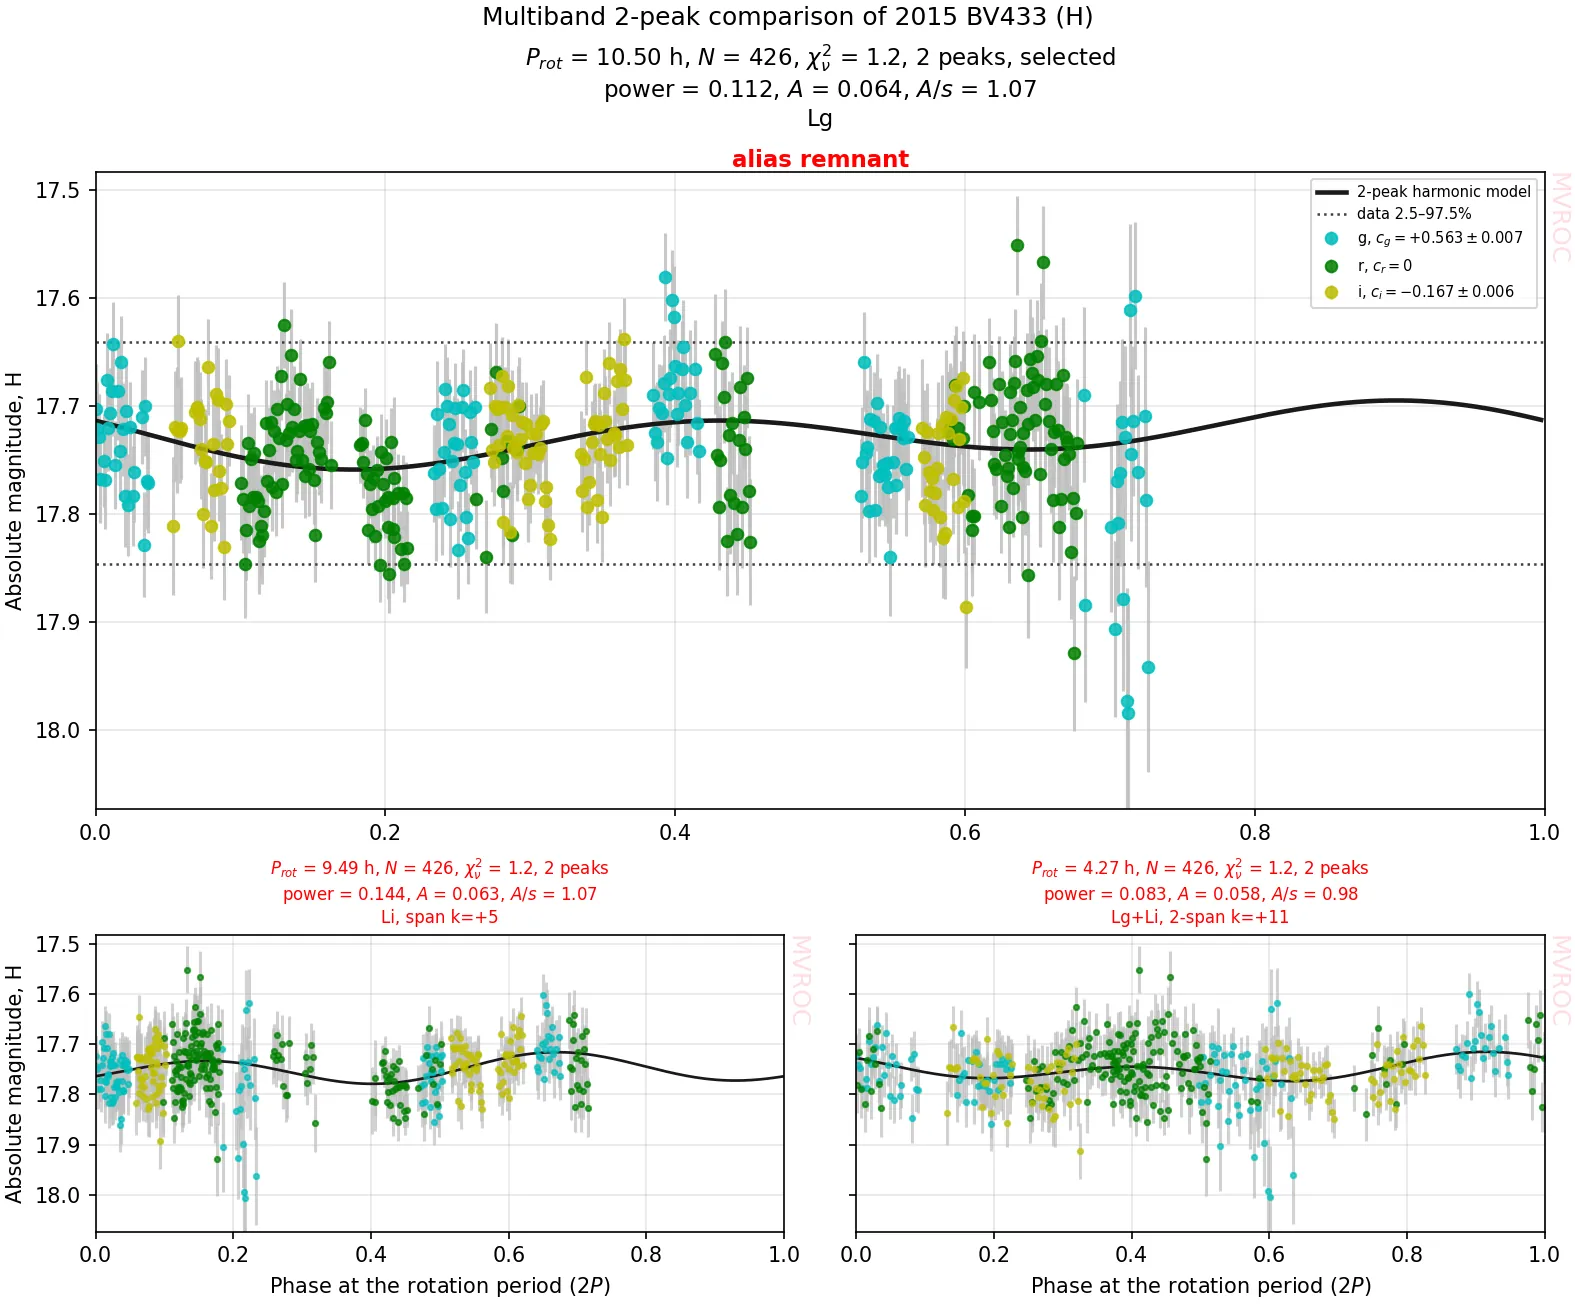 Multiband 2-peak comparison of 2015 BV433 (H)
P_rot = 10.50 h, N = 426, χ²_ν = 1.2, 2 peaks, selected
power = 0.112, A = 0.064, A/s = 1.07
Lg
alias remnant
MVROC
2-peak harmonic model
data 2.5–97.5%
g, c_g = +0.563 ± 0.007
r, c_r = 0
i, c_i = −0.167 ± 0.006
Absolute magnitude, H
17.5
17.6
17.7
17.8
17.9
18.0
0.0 0.2 0.4 0.6 0.8 1.0
P_rot = 9.49 h, N = 426, χ²_ν = 1.2, 2 peaks
power = 0.144, A = 0.063, A/s = 1.07
Li, span k=+5
MVROC
Absolute magnitude, H
17.5
17.6
17.7
17.8
17.9
18.0
0.0 0.2 0.4 0.6 0.8 1.0
Phase at the rotation period (2P)
P_rot = 4.27 h, N = 426, χ²_ν = 1.2, 2 peaks
power = 0.083, A = 0.058, A/s = 0.98
Lg+Li, 2-span k=+11
MVROC
0.0 0.2 0.4 0.6 0.8 1.0
Phase at the rotation period (2P)